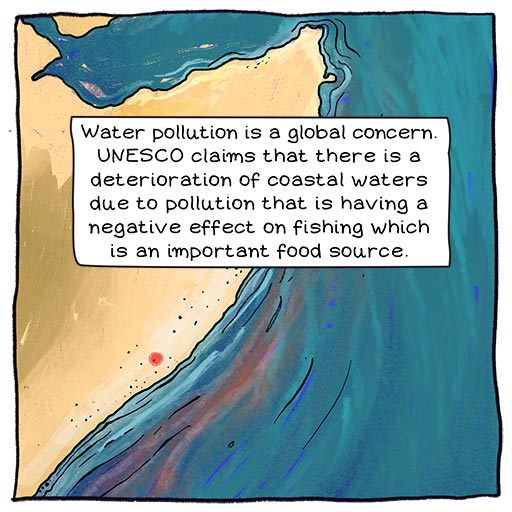 Water pollution is a global concern.
UNESCO claims that there is a
deterioration of coastal waters
due to pollution that is having a
negative effect on fishing which
is an important food source.